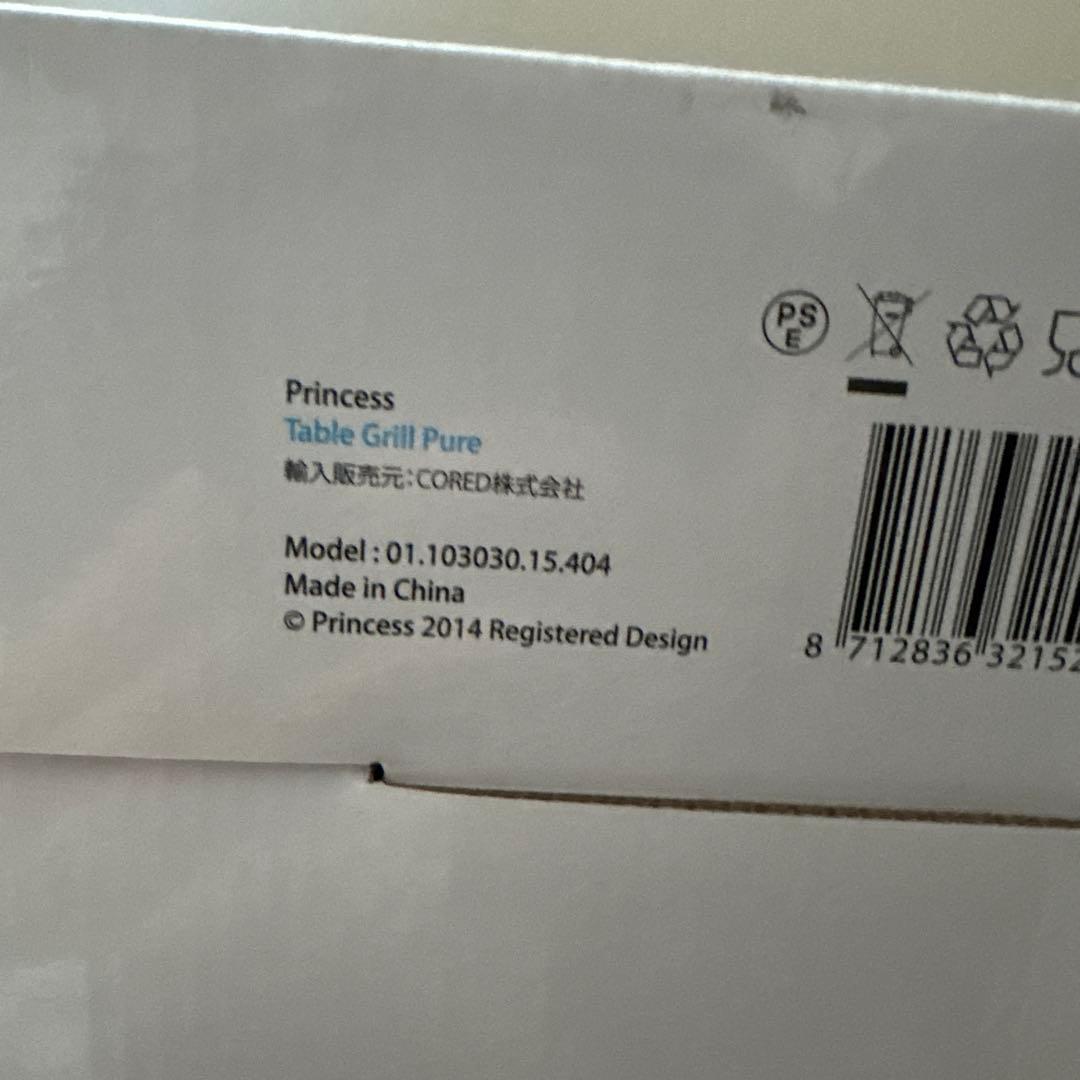 PS
E
Princess
Table Grill Pure
輸入販売元:CORED株式会社
Model : 01.103030.15.404
Made in China
© Princess 2014 Registered Design
8 712836 32152